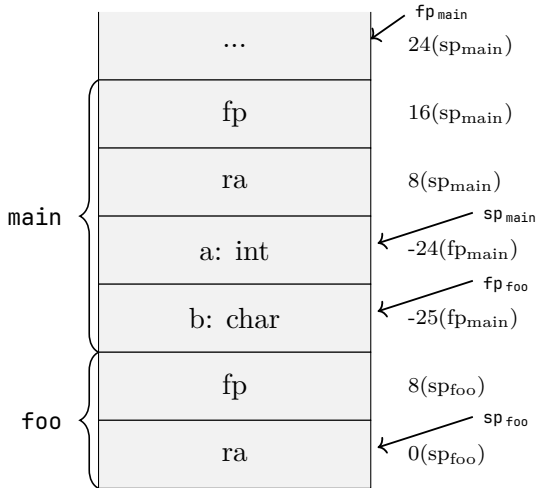 fp main
... 24(sp main)
fp 16(sp main)
ra 8(sp main)
sp main
main
a: int -24(fp main)
fp foo
b: char -25(fp main)
fp 8(sp foo)
sp foo
foo
ra 0(sp foo)